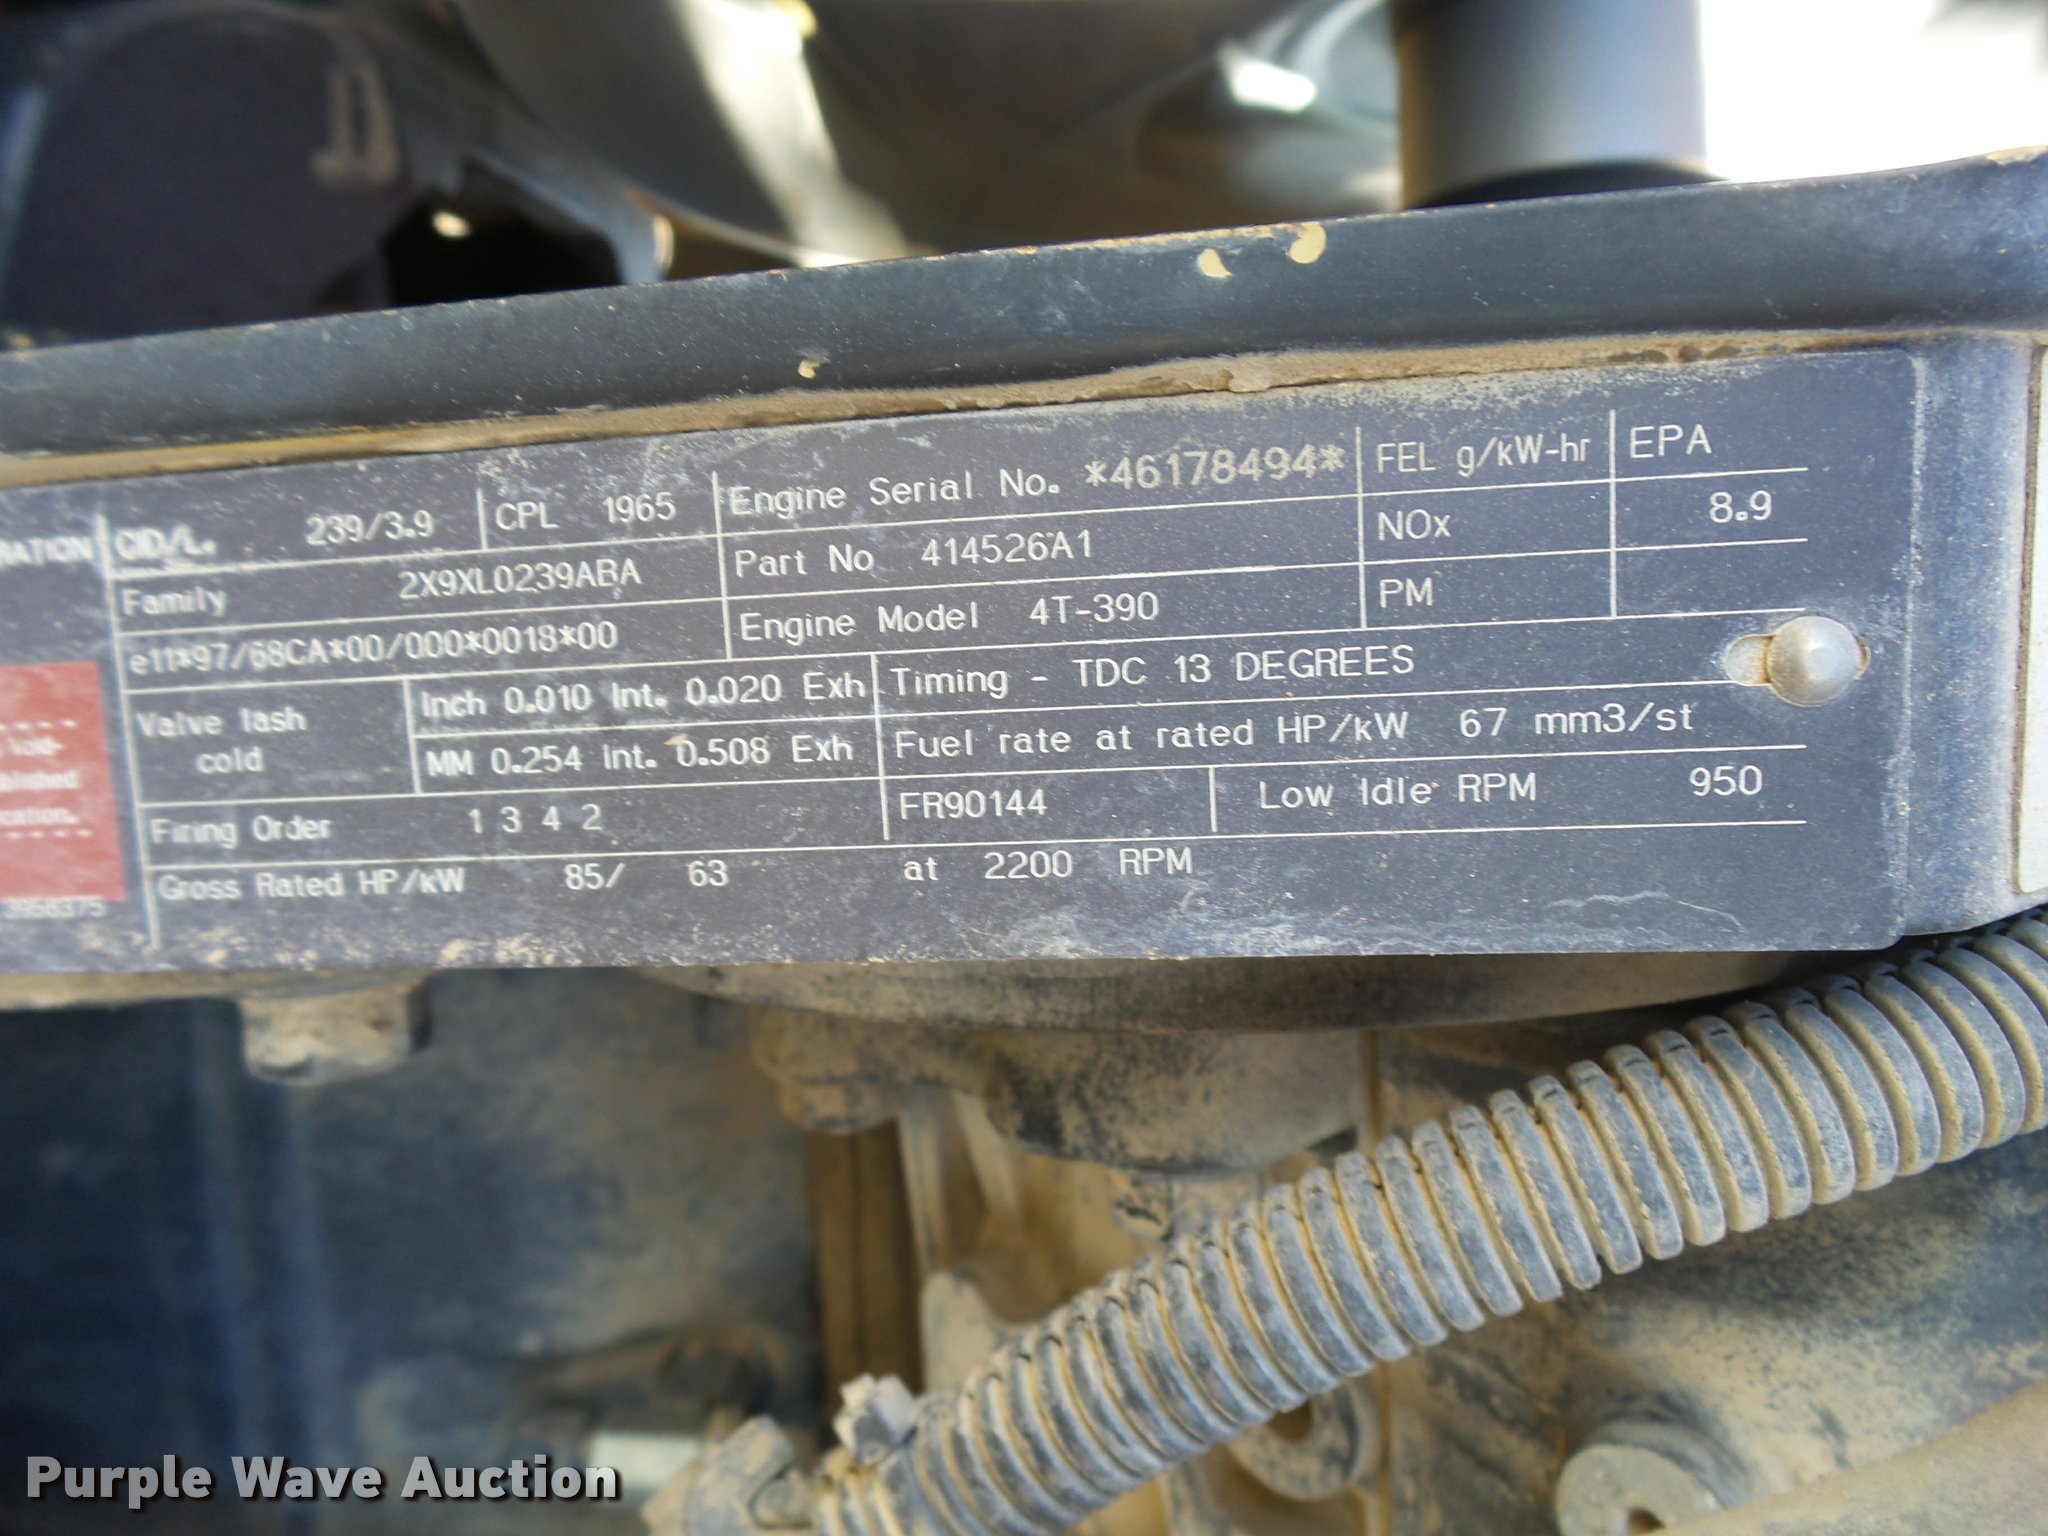 CID/L. 239/3.9 CPL 1965 Engine Serial No. *46178494* FEL g/kW-hr EPA
Family 2X9XL0239ABA Part No 414526A1 NOx 8.9
e11*97/68CA*00/000*0018*00 Engine Model 4T-390 PM
Valve lash cold Inch 0.010 Int. 0.020 Exh Timing - TDC 13 DEGREES
MM 0.254 Int. 0.508 Exh Fuel rate at rated HP/kW 67 mm3/st
Firing Order 1 3 4 2 FR90144 Low Idle RPM 950
Gross Rated HP/kW 85/ 63 at 2200 RPM
3958375
Purple Wave Auction